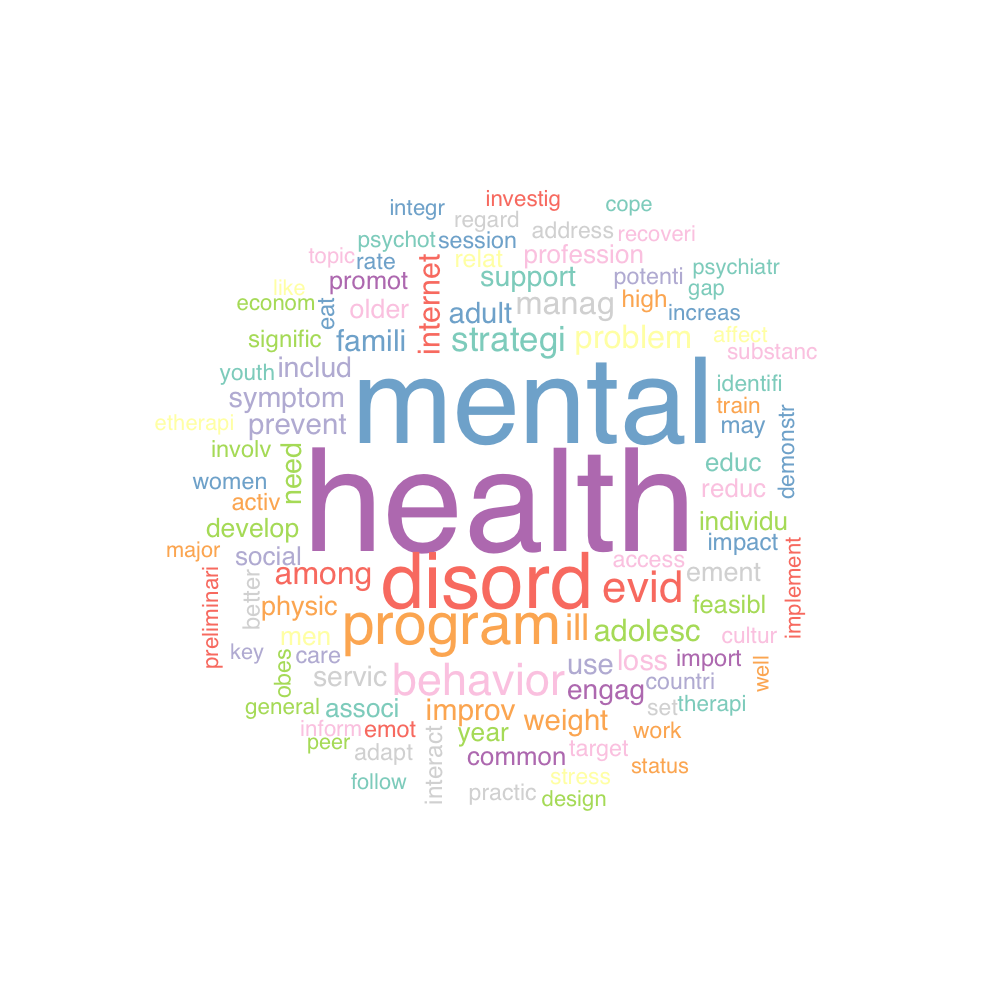 investig
cope
integr
regard
address
recoveri
psychot
session
topic
rate
relat
profession
psychiatr
like
promot
internet
support
potenti
gap
econom
eat
older
adult
manag
high
increas
signific
famili
strategi
problem
affect
substanc
youth
includ
mental
identifi
symptom
train
etherapi
prevent
may
demonstr
involv
need
health
educ
women
reduc
activ
develop
individu
major
social
impact
among
disord
access
ement
implement
preliminari
better
physic
evid
feasibl
men
program
ill
adolesc
cultur
key
care
obes
servic
behavior
use
loss
import
well
engag
countri
general
associ
improv
weight
set
therapi
inform
emot
year
work
peer
adapt
interact
common
target
status
follow
stress
practic
design